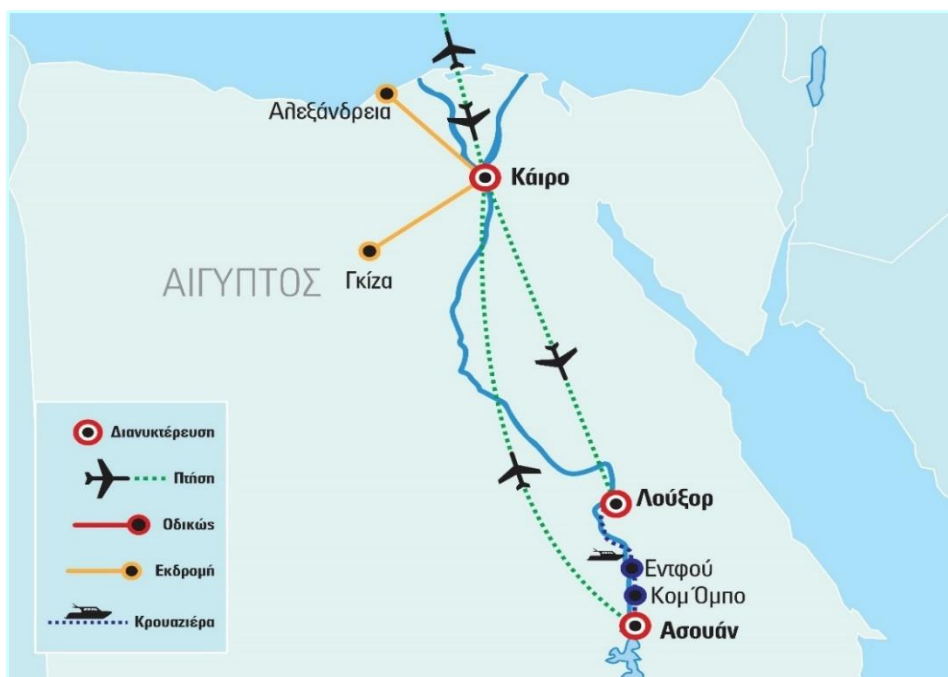 Αλεξάνδρεια
Κάιρο
Γκίζα
ΑΙΓΥΠΤΟΣ
Διανυκτέρευση
Πτήση
Οδικώς
Εκδρομή
Κρουαζιέρα
Λούξορ
Εντφού
Κομ Όμπο
Ασουάν